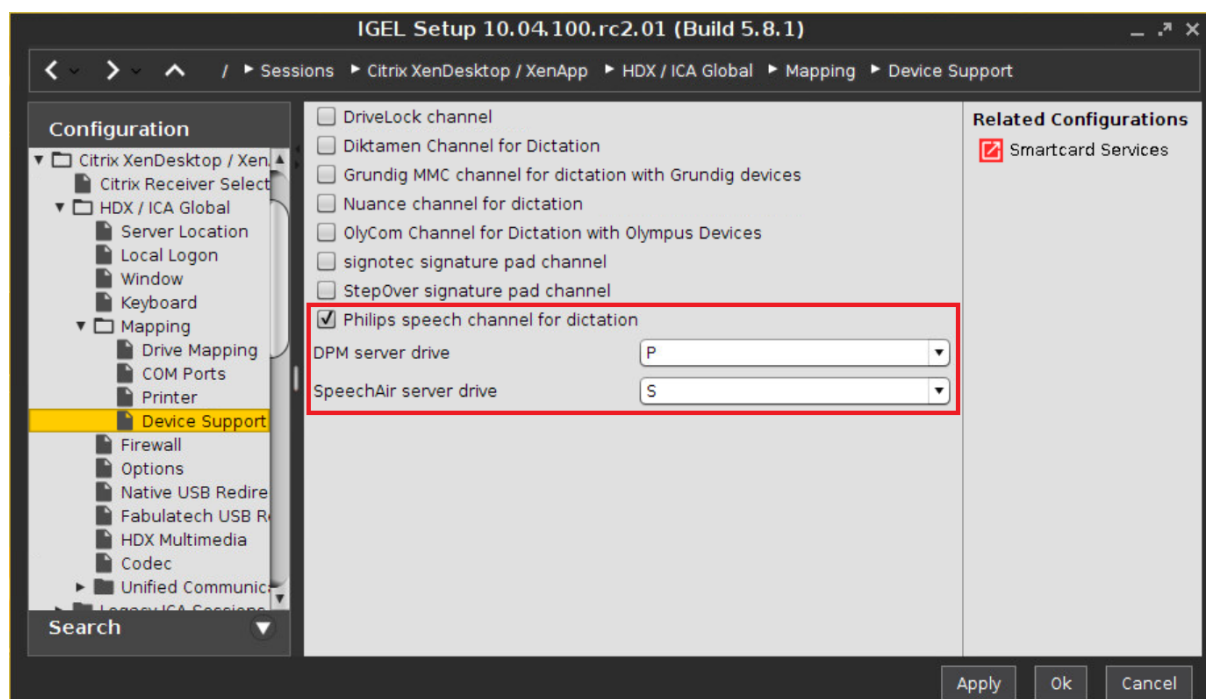 IGEL Setup 10.04.100.rc2.01 (Build 5.8.1)
/ Sessions Citrix XenDesktop / XenApp HDX / ICA Global Mapping Device Support
Configuration
Citrix XenDesktop / Xen
Citrix Receiver Select
HDX / ICA Global
Server Location
Local Logon
Window
Keyboard
Mapping
Drive Mapping
COM Ports
Printer
Device Support
Firewall
Options
Native USB Redire
Fabulatech USB R
HDX Multimedia
Codec
Unified Communic
Legacy ICA Sessions
Search
DriveLock channel
Diktamen Channel for Dictation
Grundig MMC channel for dictation with Grundig devices
Nuance channel for dictation
OlyCom Channel for Dictation with Olympus Devices
signotec signature pad channel
StepOver signature pad channel
Philips speech channel for dictation
DPM server drive P
SpeechAir server drive S
Related Configurations
Smartcard Services
Apply Ok Cancel